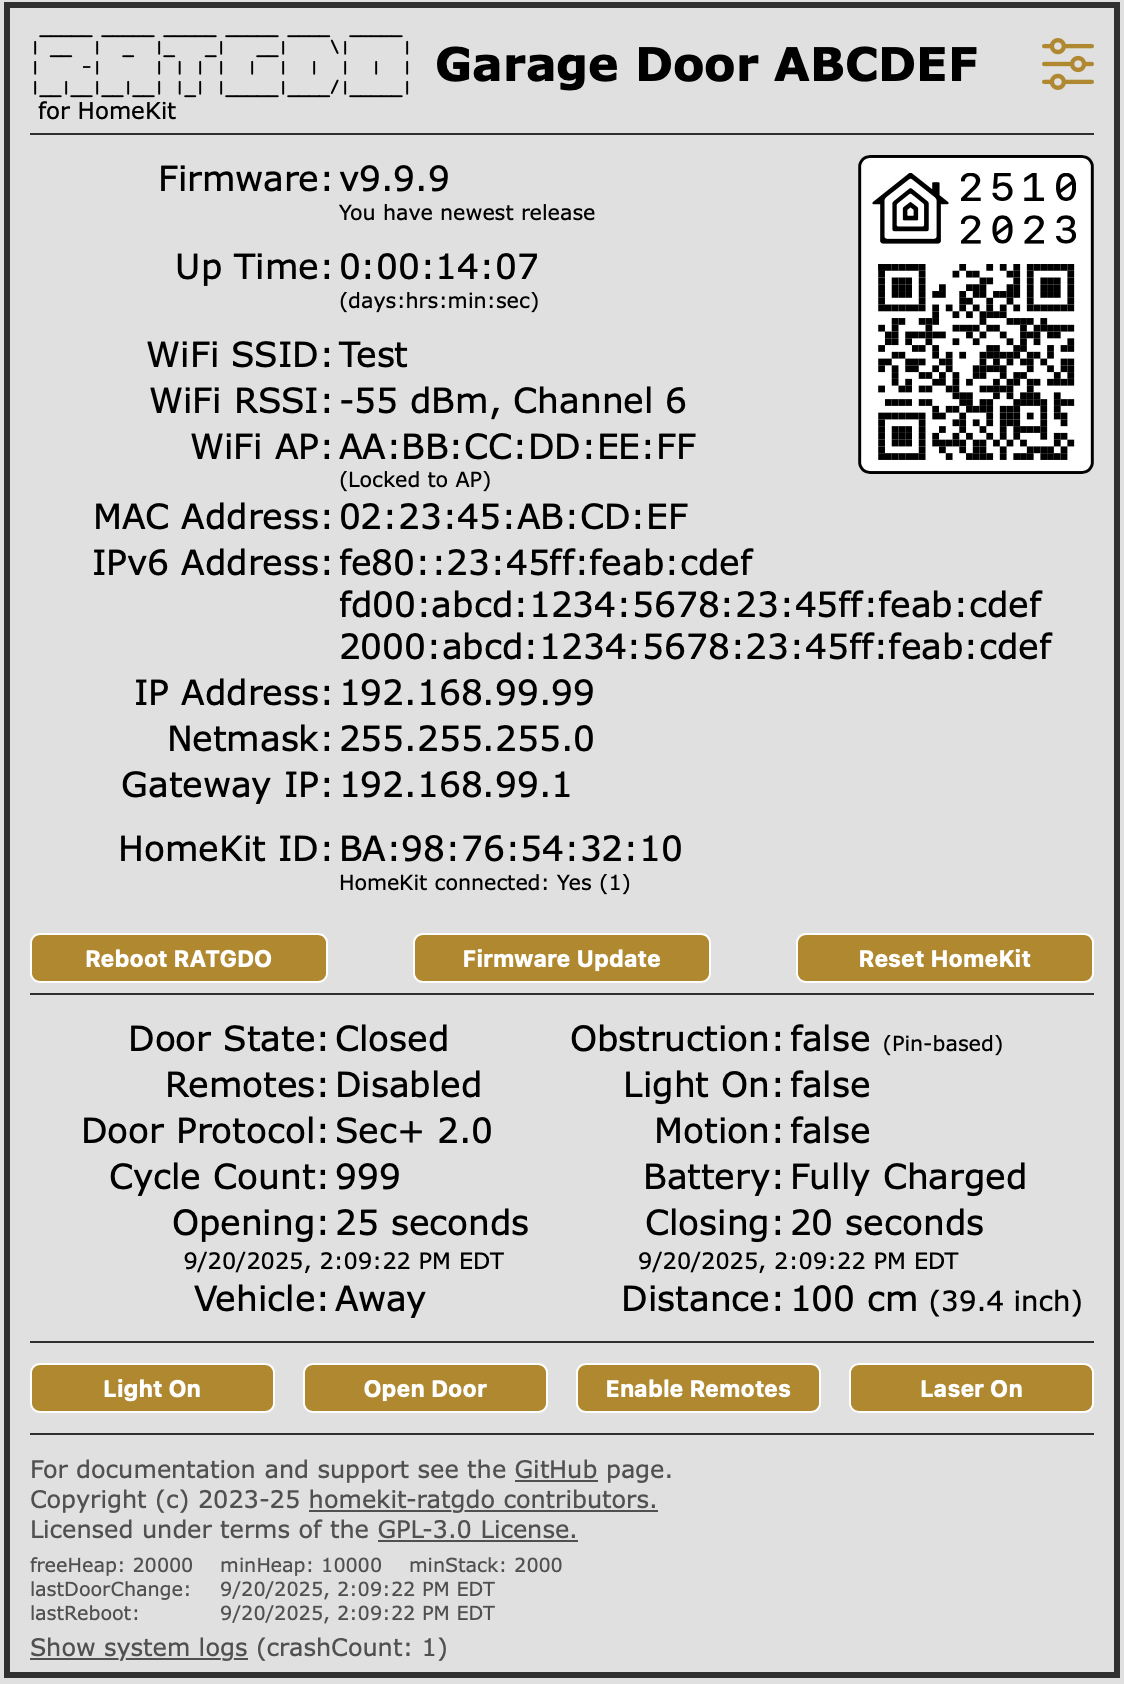 Garage Door ABCDEF
for HomeKit
Firmware: v9.9.9
You have newest release
2510
2023
Up Time: 0:00:14:07
(days:hrs:min:sec)
WiFi SSID: Test
WiFi RSSI: -55 dBm, Channel 6
WiFi AP: AA:BB:CC:DD:EE:FF
(Locked to AP)
MAC Address: 02:23:45:AB:CD:EF
IPv6 Address: fe80::23:45ff:feab:cdef
fd00:abcd:1234:5678:23:45ff:feab:cdef
2000:abcd:1234:5678:23:45ff:feab:cdef
IP Address: 192.168.99.99
Netmask: 255.255.255.0
Gateway IP: 192.168.99.1
HomeKit ID: BA:98:76:54:32:10
HomeKit connected: Yes (1)
Reboot RATGDO Firmware Update Reset HomeKit
Door State: Closed Obstruction: false (Pin-based)
Remotes: Disabled Light On: false
Door Protocol: Sec+ 2.0 Motion: false
Cycle Count: 999 Battery: Fully Charged
Opening: 25 seconds Closing: 20 seconds
9/20/2025, 2:09:22 PM EDT 9/20/2025, 2:09:22 PM EDT
Vehicle: Away Distance: 100 cm (39.4 inch)
Light On Open Door Enable Remotes Laser On
For documentation and support see the GitHub page.
Copyright (c) 2023-25 homekit-ratgdo contributors.
Licensed under terms of the GPL-3.0 License.
freeHeap: 20000 minHeap: 10000 minStack: 2000
lastDoorChange: 9/20/2025, 2:09:22 PM EDT
lastReboot: 9/20/2025, 2:09:22 PM EDT
Show system logs (crashCount: 1)